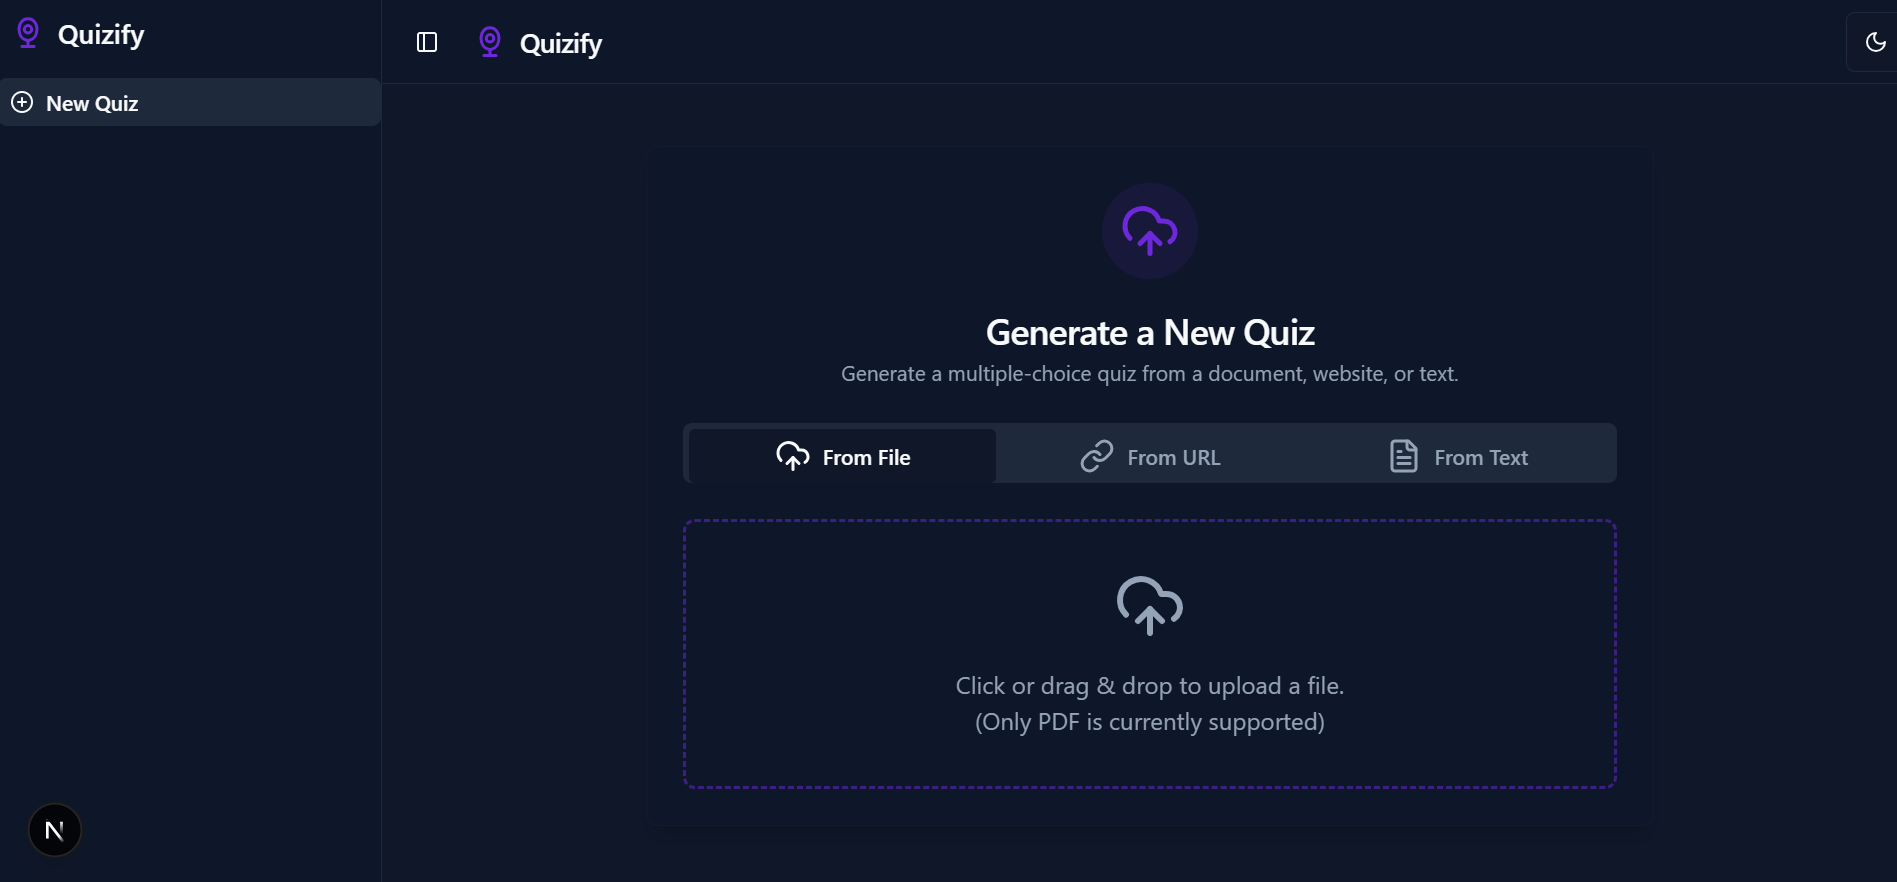 Quizify
New Quiz
Quizify
Generate a New Quiz
Generate a multiple-choice quiz from a document, website, or text.
From File
From URL
From Text
Click or drag & drop to upload a file.
(Only PDF is currently supported)
N